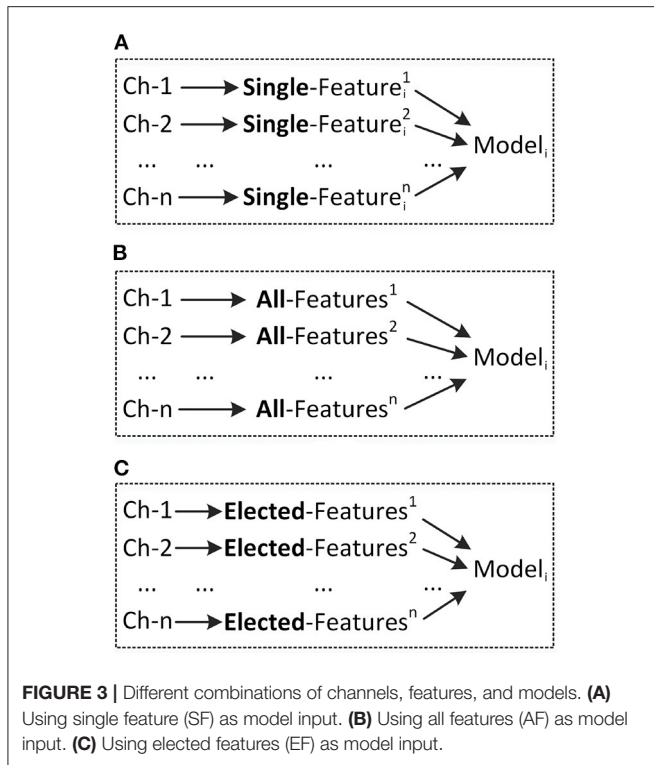 A
Ch-1 Single-Feature¹ᵢ
Ch-2 Single-Feature²ᵢ
Modelᵢ
... ... ... ...
Ch-n Single-Featureⁿᵢ
B
Ch-1 All-Features¹
Ch-2 All-Features²
Modelᵢ
... ... ... ...
Ch-n All-Featuresⁿ
C
Ch-1 Elected-Features¹
Ch-2 Elected-Features²
Modelᵢ
... ... ... ...
Ch-n Elected-Featuresⁿ
FIGURE 3 | Different combinations of channels, features, and models. (A)
Using single feature (SF) as model input. (B) Using all features (AF) as model
input. (C) Using elected features (EF) as model input.